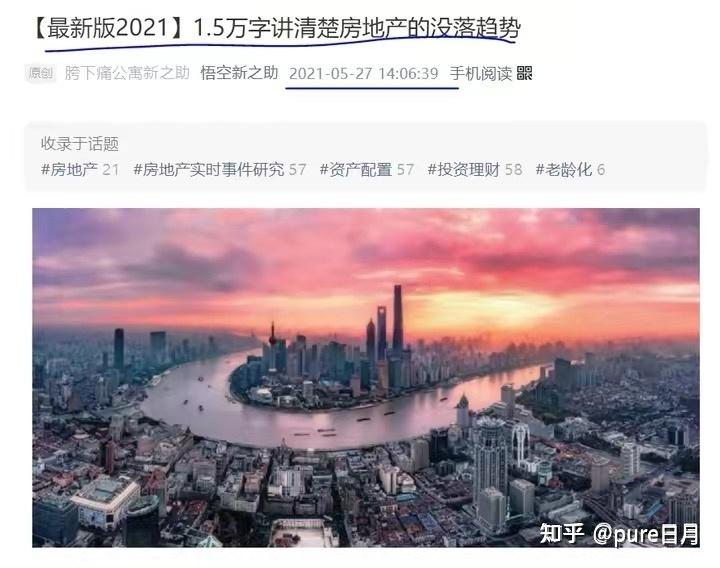 【最新版2021】1.5万字讲清楚房地产的没落趋势
原创 胯下痛公寓新之助 悟空新之助 2021-05-27 14:06:39 手机阅读
收录于话题
#房地产 21 #房地产实时事件研究 57 #资产配置 57 #投资理财 58 #老龄化 6
知乎 @pure日月